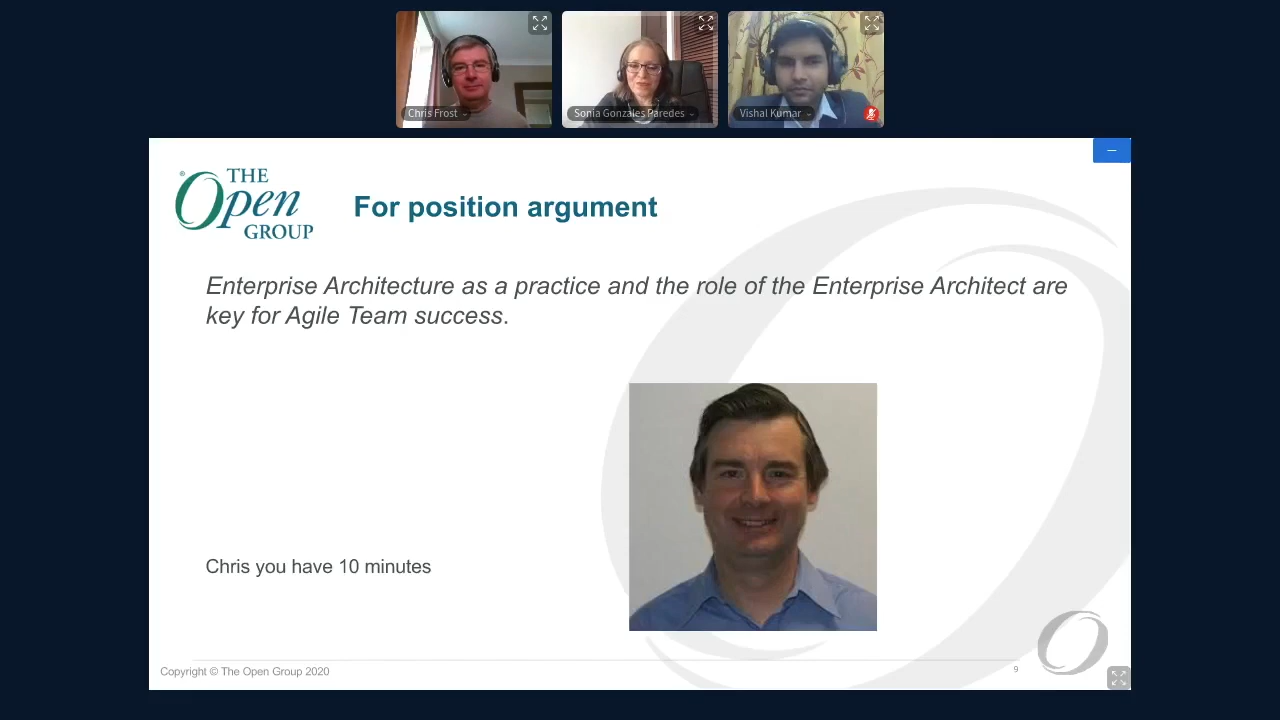 Chris Frost
Sonia Gonzales Paredes
Vishal Kumar
THE
Open
GROUP
®
For position argument
Enterprise Architecture as a practice and the role of the Enterprise Architect are
key for Agile Team success.
Chris you have 10 minutes
Copyright © The Open Group 2020
9